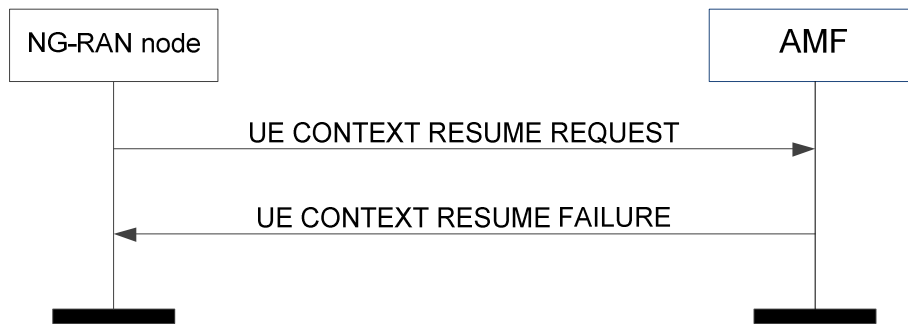 NG-RAN node
AMF
UE CONTEXT RESUME REQUEST
UE CONTEXT RESUME FAILURE